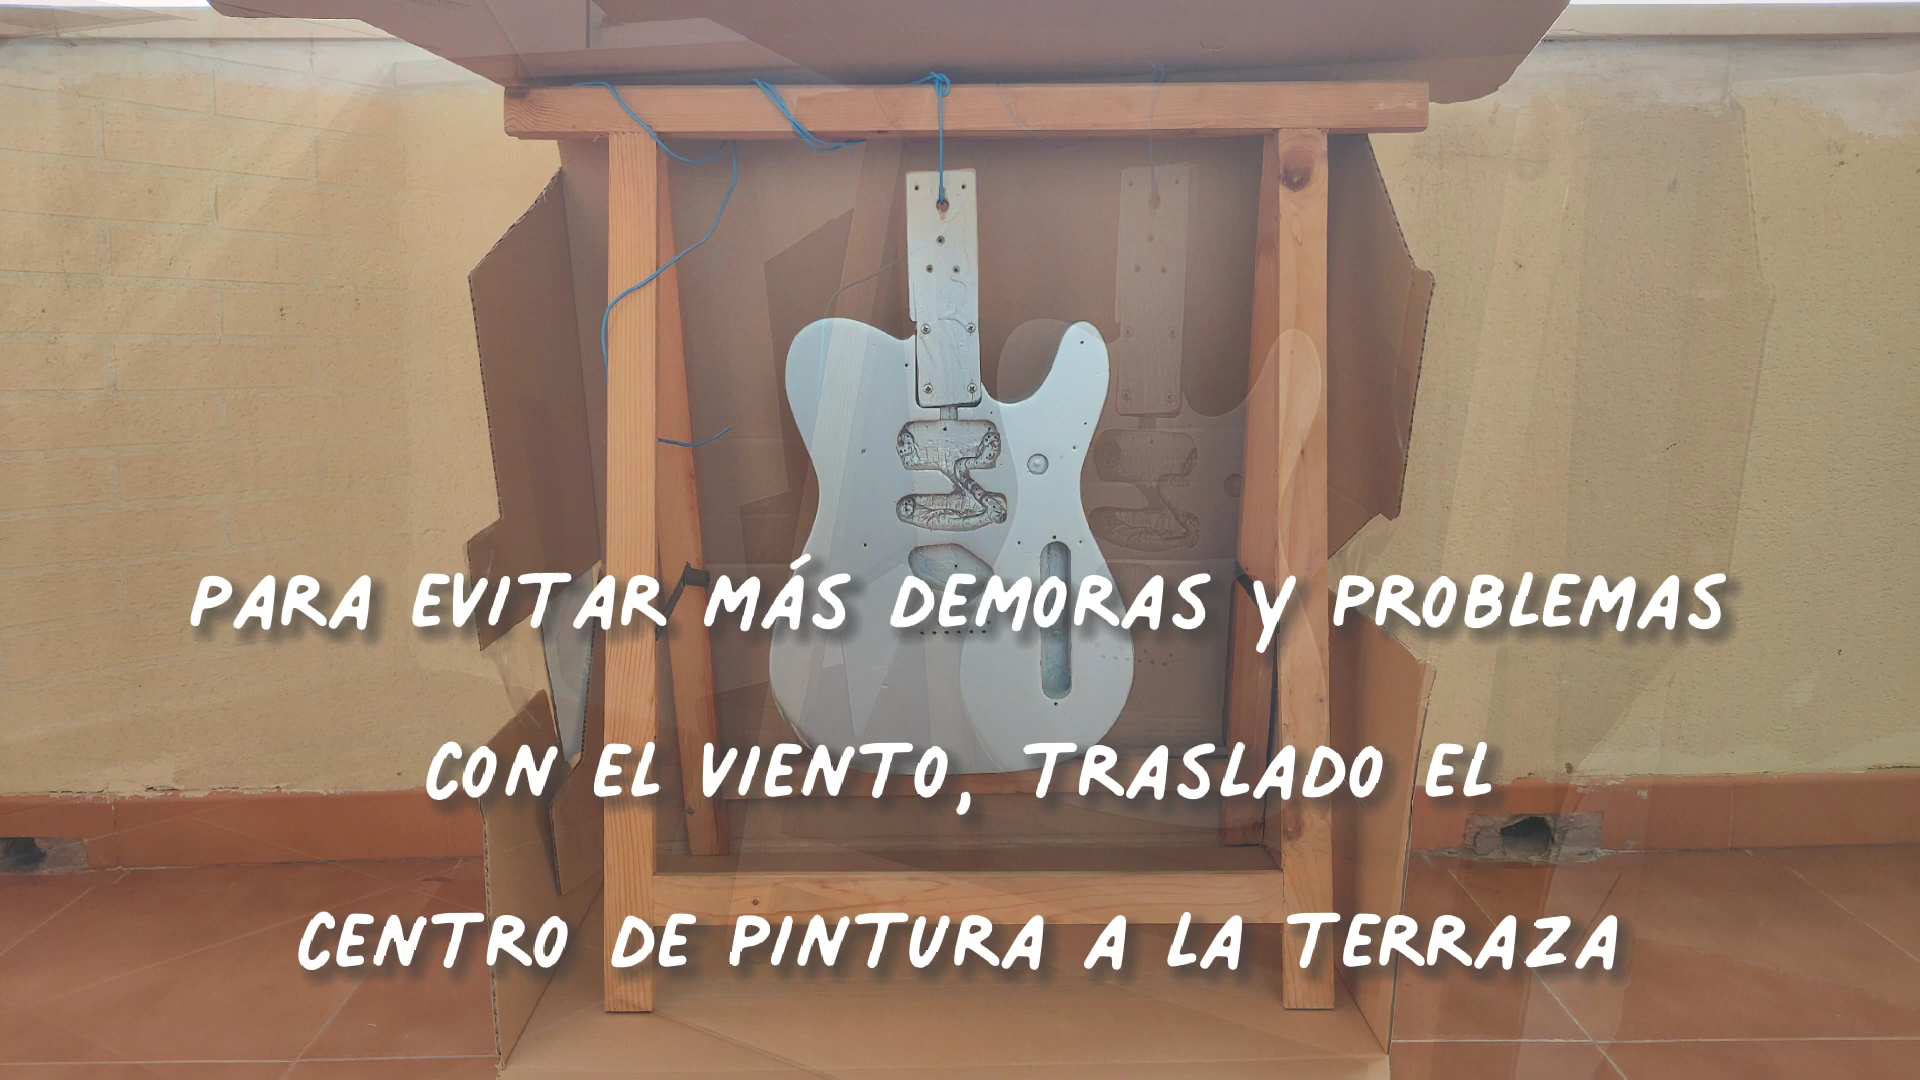 PARA EVITAR MÁS DEMORAS Y PROBLEMAS
CON EL VIENTO, TRASLADO EL
CENTRO DE PINTURA A LA TERRAZA